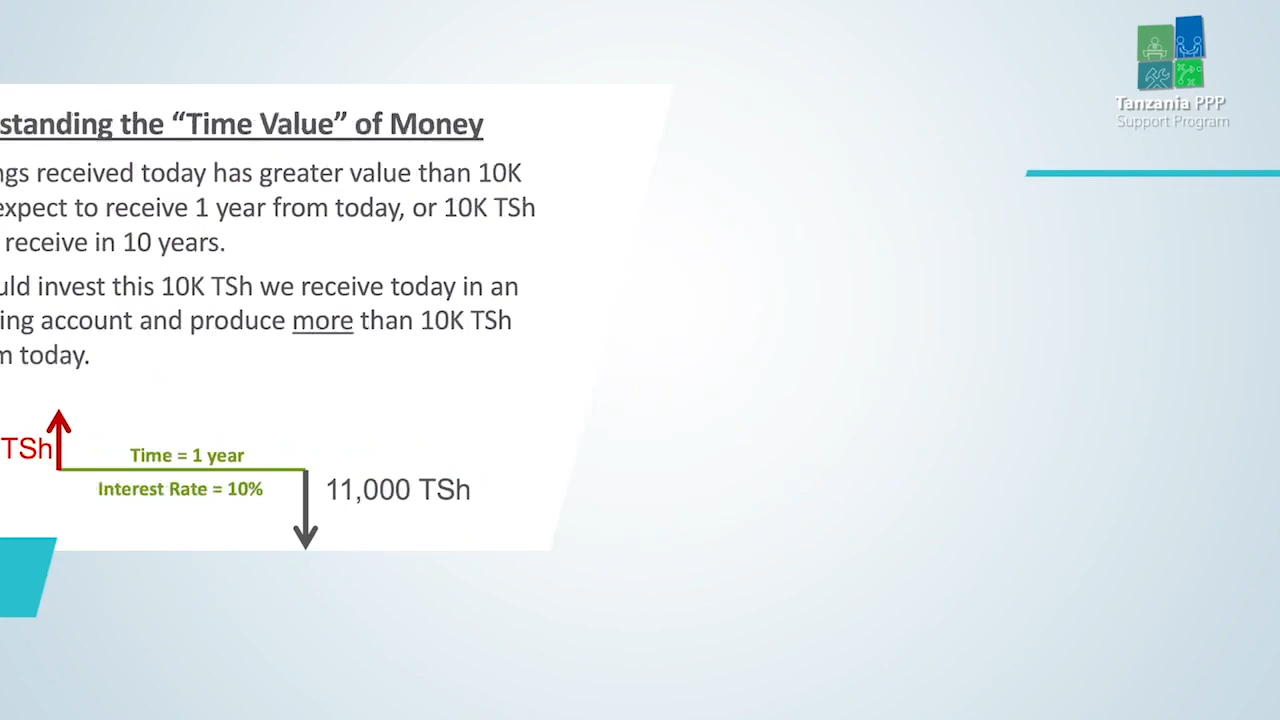 Tanzania PPP
Support Program
standing the “Time Value” of Money
ngs received today has greater value than 10K
expect to receive 1 year from today, or 10K TSh
receive in 10 years.
uld invest this 10K TSh we receive today in an
ing account and produce more than 10K TSh
m today.
TSh
Time = 1 year
Interest Rate = 10%
11,000 TSh